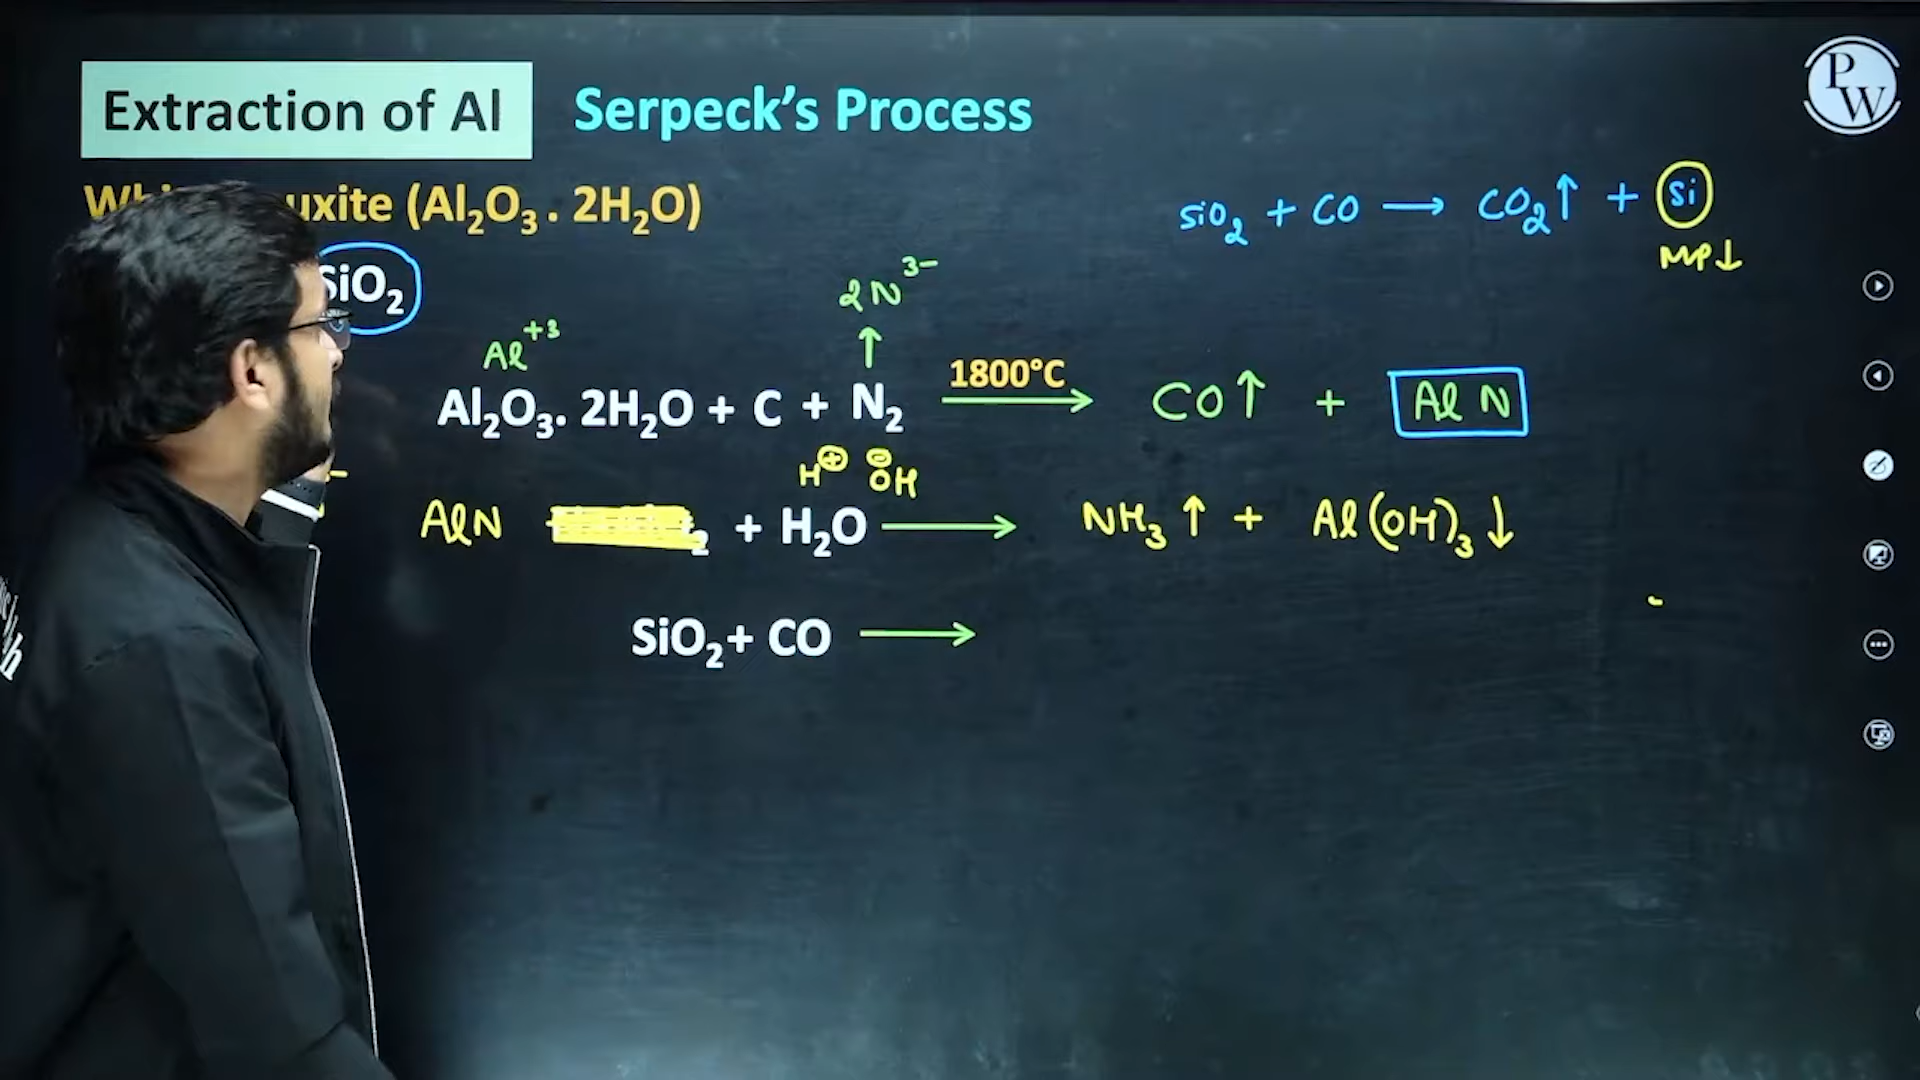 Extraction of Al Serpeck's Process
PW
uxite (Al₂O₃ . 2H₂O)
SiO₂ + CO → CO₂↑ + Si
MP↓
SiO₂
2N³⁻
↑
Al⁺³
Al₂O₃. 2H₂O + C + N₂ 1800°C → CO↑ + AlN
H⊕ ⊖OH
AlN + H₂O → NH₃↑ + Al(OH)₃↓
SiO₂+ CO →